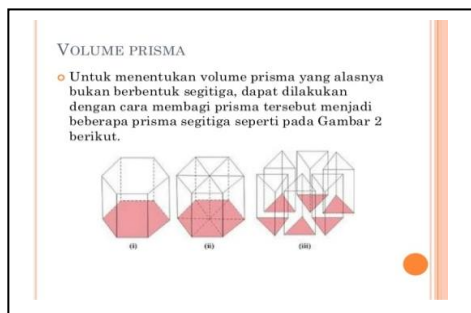 VOLUME PRISMA
Untuk menentukan volume prisma yang alasnya
bukan berbentuk segitiga, dapat dilakukan
dengan cara membagi prisma tersebut menjadi
beberapa prisma segitiga seperti pada Gambar 2
berikut.
(i) (ii) (iii)